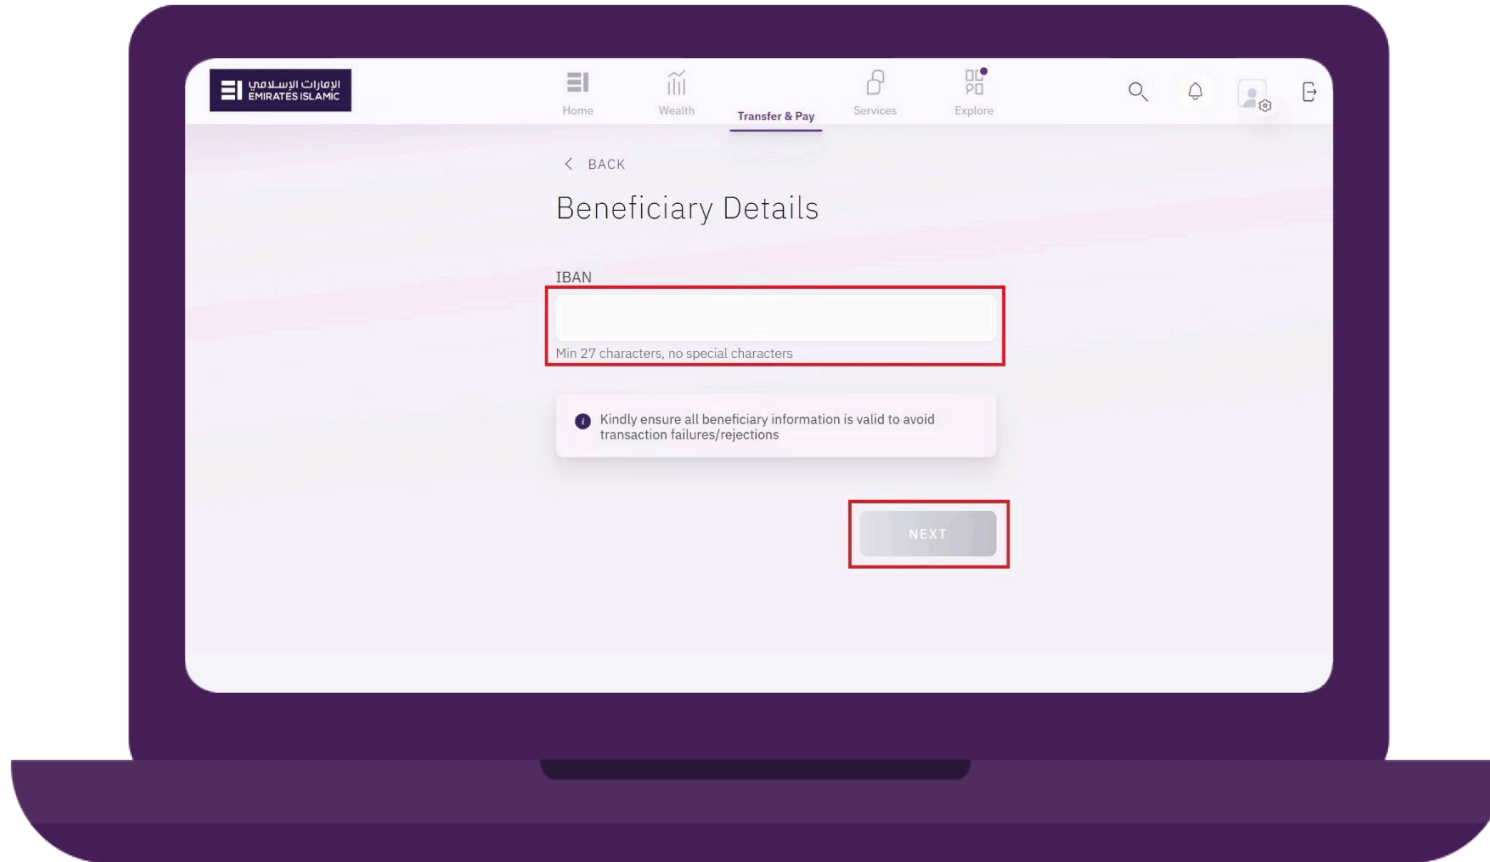 الإمارات الإسلامي
EMIRATES ISLAMIC
Home
Wealth
Transfer & Pay
Services
Explore
BACK
Beneficiary Details
IBAN
Min 27 characters, no special characters
Kindly ensure all beneficiary information is valid to avoid
transaction failures/rejections
NEXT